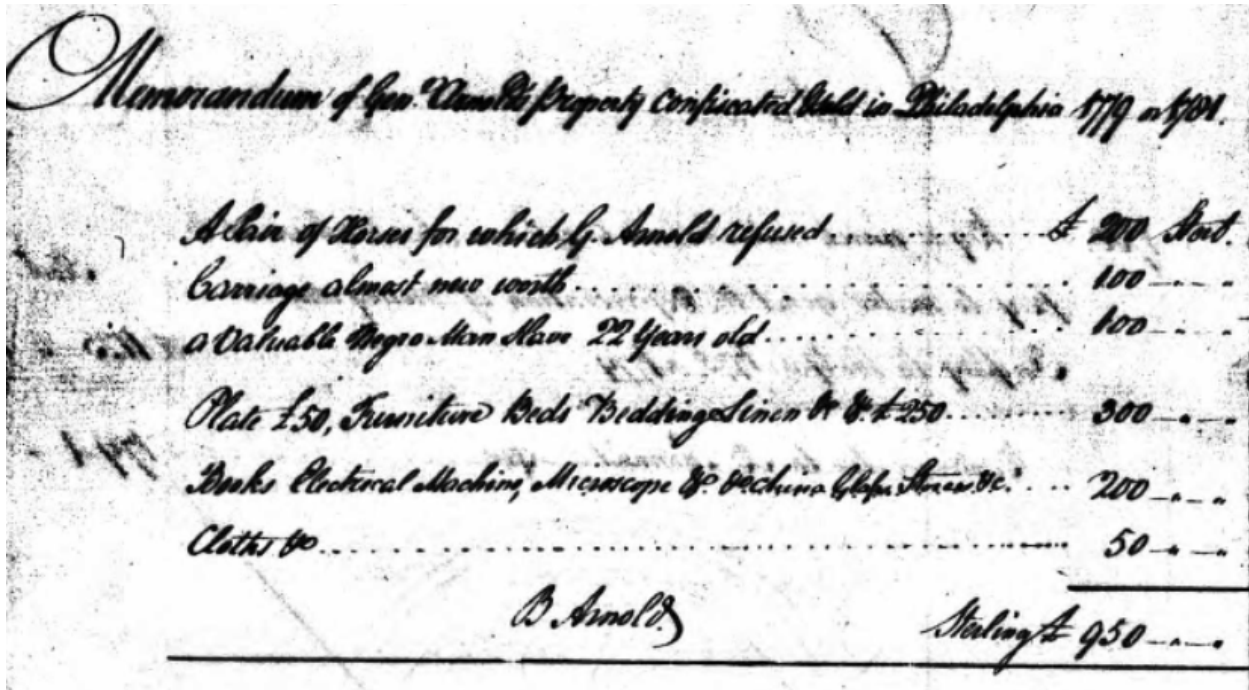 Memorandum of Gen.l Arnold's property confiscated & sold in Philadelphia 1779 or 1781.
A Pair of Horses for which G. Arnold refused £ 200 Sterl.
Carriage almost new worth 100
a Valuable Negro Man Slave 22 Years old 100
Plate £50, Furniture Beds Bedding Linen &c &c £250 300
Books Electrical Machine, Microscope &c &c China Glass Stores &c. 200
Cloths &c 50
B Arnold Sterling £ 950